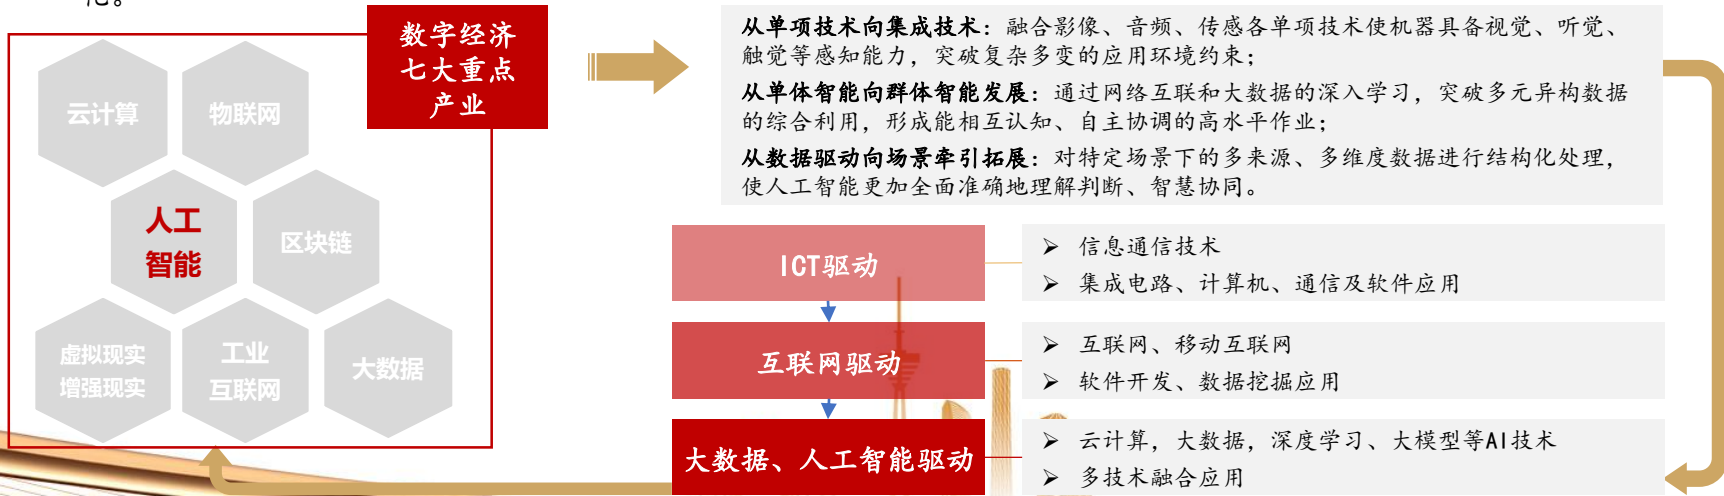 化。
数字经济
七大重点
产业
云计算
物联网
人工
智能
区块链
虚拟现实
增强现实
工业
互联网
大数据
从单项技术向集成技术：融合影像、音频、传感各单项技术使机器具备视觉、听觉、
触觉等感知能力，突破复杂多变的应用环境约束；
从单体智能向群体智能发展：通过网络互联和大数据的深入学习，突破多元异构数据
的综合利用，形成能相互认知、自主协调的高水平作业；
从数据驱动向场景牵引拓展：对特定场景下的多来源、多维度数据进行结构化处理，
使人工智能更加全面准确地理解判断、智慧协同。
ICT驱动
➢ 信息通信技术
➢ 集成电路、计算机、通信及软件应用
互联网驱动
➢ 互联网、移动互联网
➢ 软件开发、数据挖掘应用
大数据、人工智能驱动
➢ 云计算，大数据，深度学习、大模型等AI技术
➢ 多技术融合应用